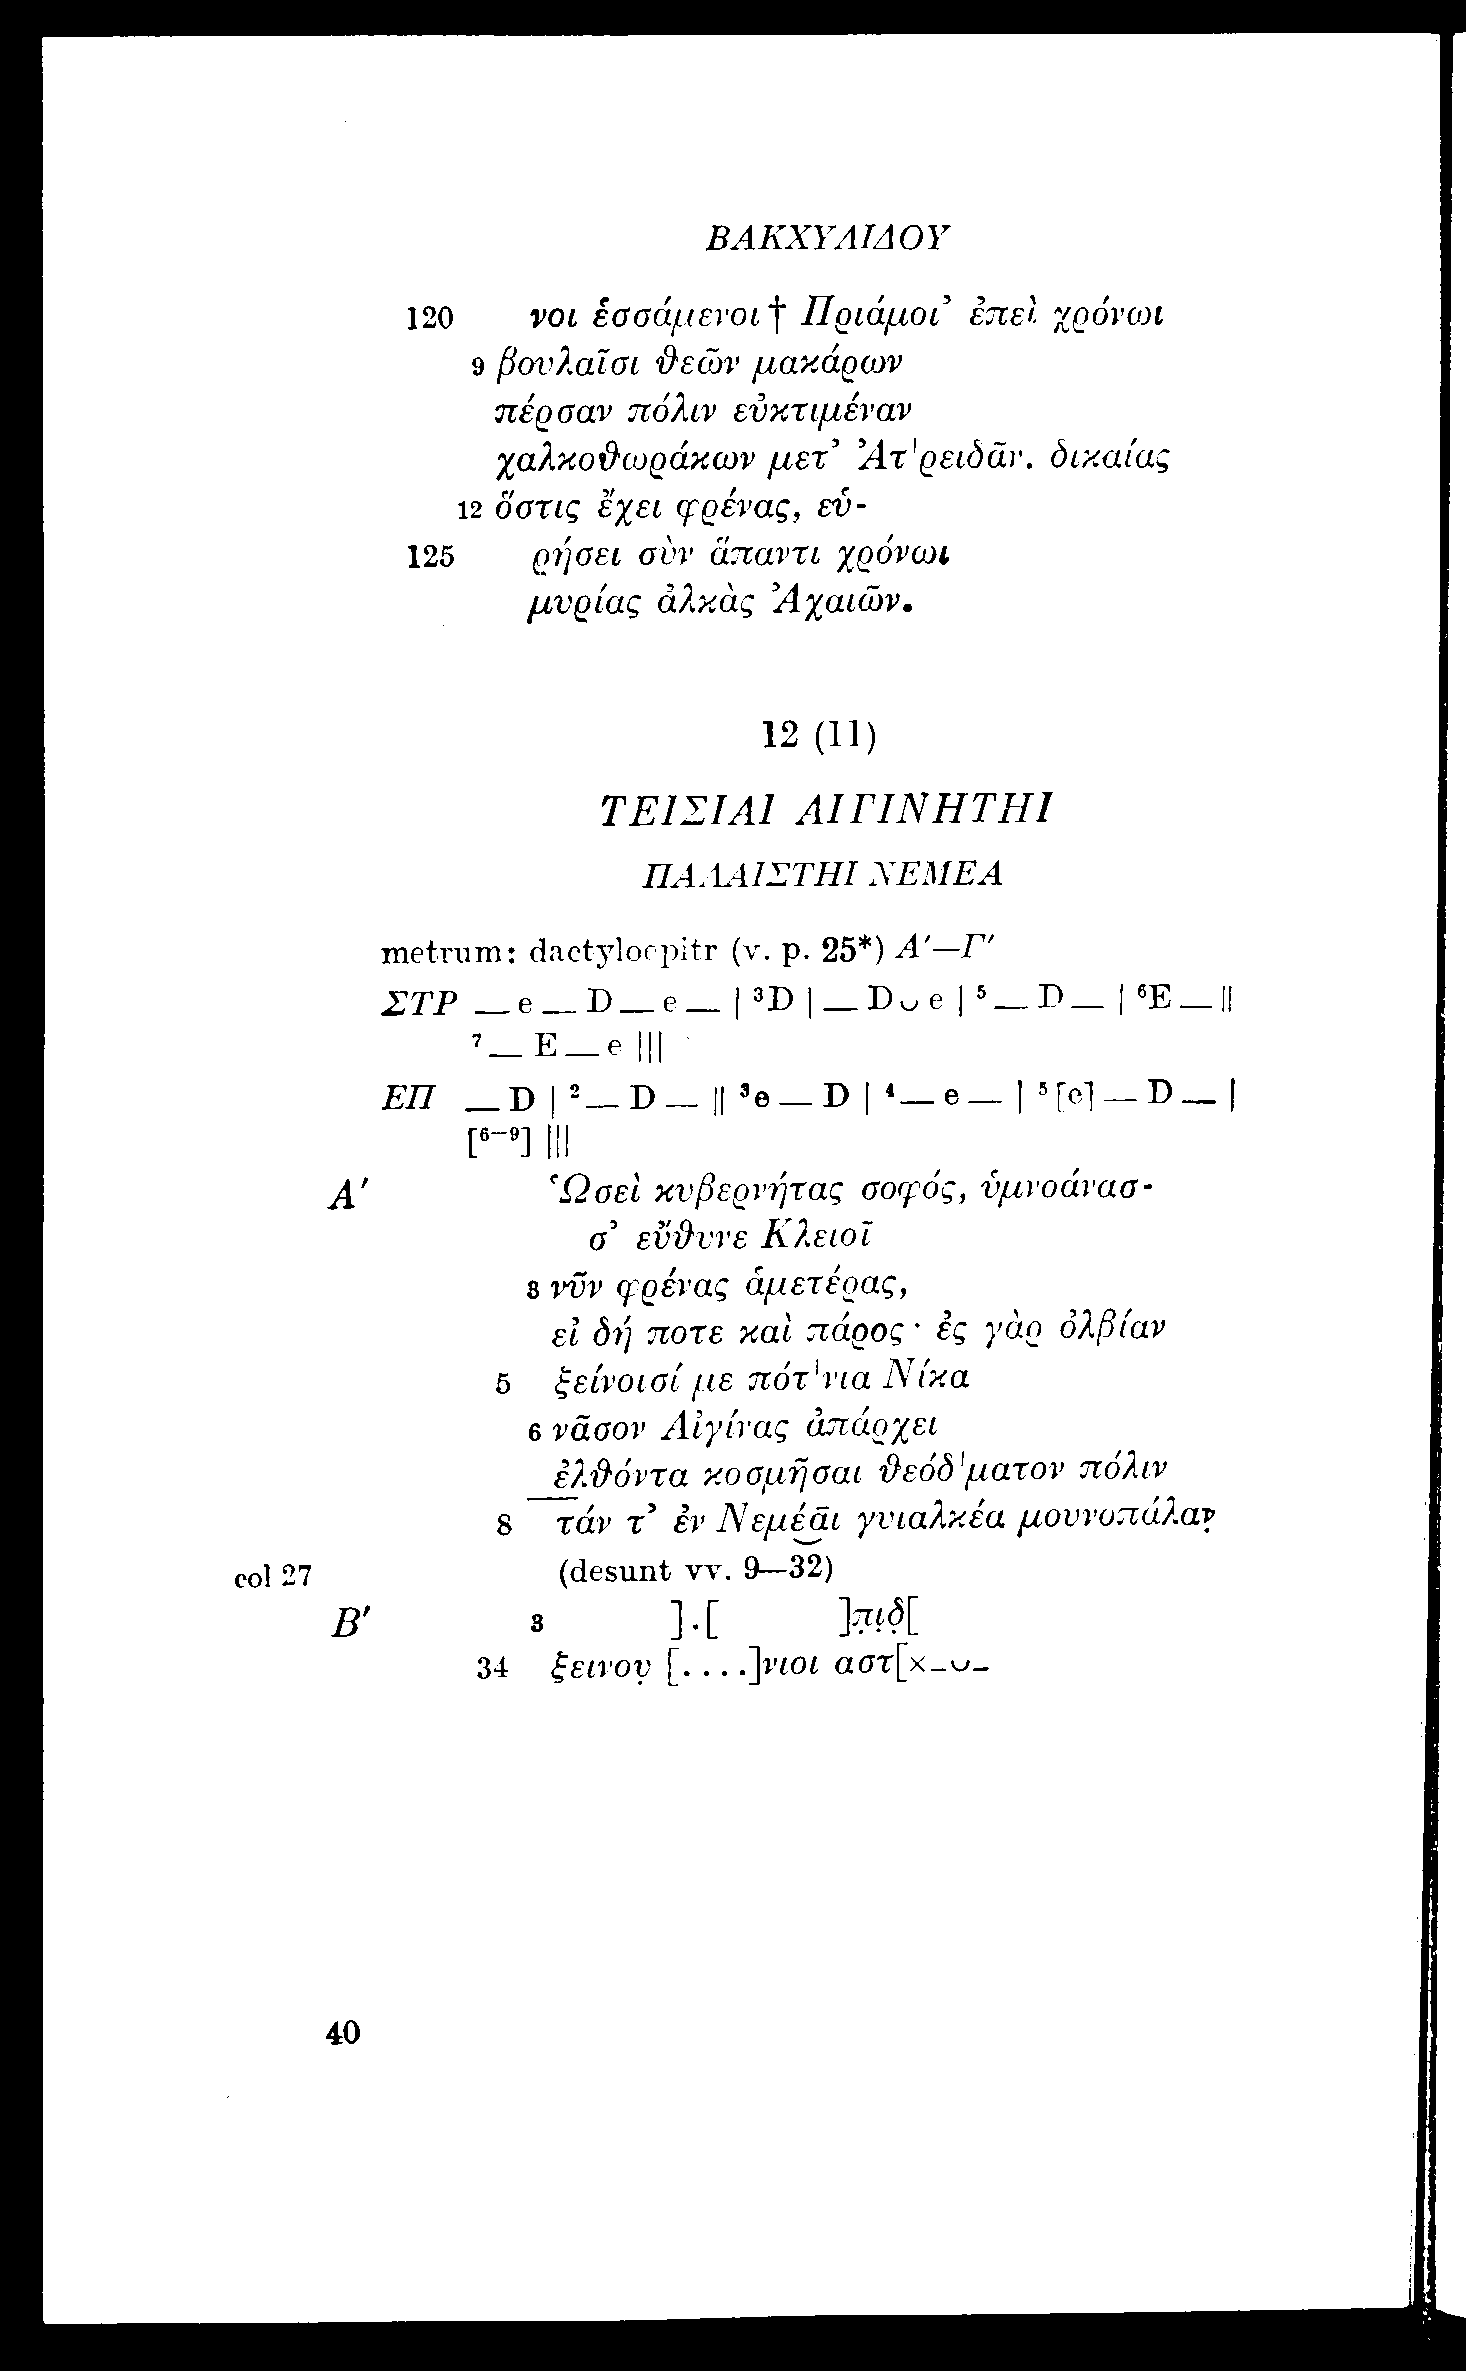 ΒΑΚΧΥΛΙΔΟΥ
120 νοι ἑσσάμενοι † Πριάμοι’ ἐπεὶ χρόνωι
9 βουλαῖσι θεῶν μακάρων
πέρσαν πόλιν εὐκτιμέναν
χαλκοθωράκων μετ’ Ἀτ'ρειδᾶν. δικαίας
12 ὅστις ἔχει φρένας, εὑ-
125 ρήσει σὺν ἅπαντι χρόνωι
μυρίας ἀλκὰς Ἀχαιῶν.
12 (11)
ΤΕΙΣΙΑΙ ΑΙΓΙΝΗΤΗΙ
ΠΑΛΑΙΣΤΗΙ ΝΕΜΕΑ
metrum: dactyloepitr (v. p. 25*) Α′—Γ′
ΣΤΡ — e — D — e — | ³D | — D ⏑ e | ⁵— D — | ⁶E — ||
⁷— E — e |||
ΕΠ — D | ²— D — || ³e — D | ⁴— e — | ⁵[e] — D — |
[⁶⁻⁹] |||
Α′ Ὡσεὶ κυβερνήτας σοφός, ὑμνοάνασ-
σ’ εὔθυνε Κλειοῖ
3 νῦν φρένας ἁμετέρας,
εἰ δή ποτε καὶ πάρος· ἐς γὰρ ὀλβίαν
5 ξείνοισί με πότ'νια Νίκα
6 νᾶσον Αἰγίνας ἀπάρχει
ἐλθόντα κοσμῆσαι θεόδ'ματον πόλιν
8 τάν τ’ ἐν Νεμέᾱι γυιαλκέα μουνοπάλαν̣
col 27 (desunt vv. 9—32)
Β′ 3 ].[ ]π̣ι̣δ̣[
34 ξεινου̣ [. . . .]νιοι αστ[×–⏑–
40